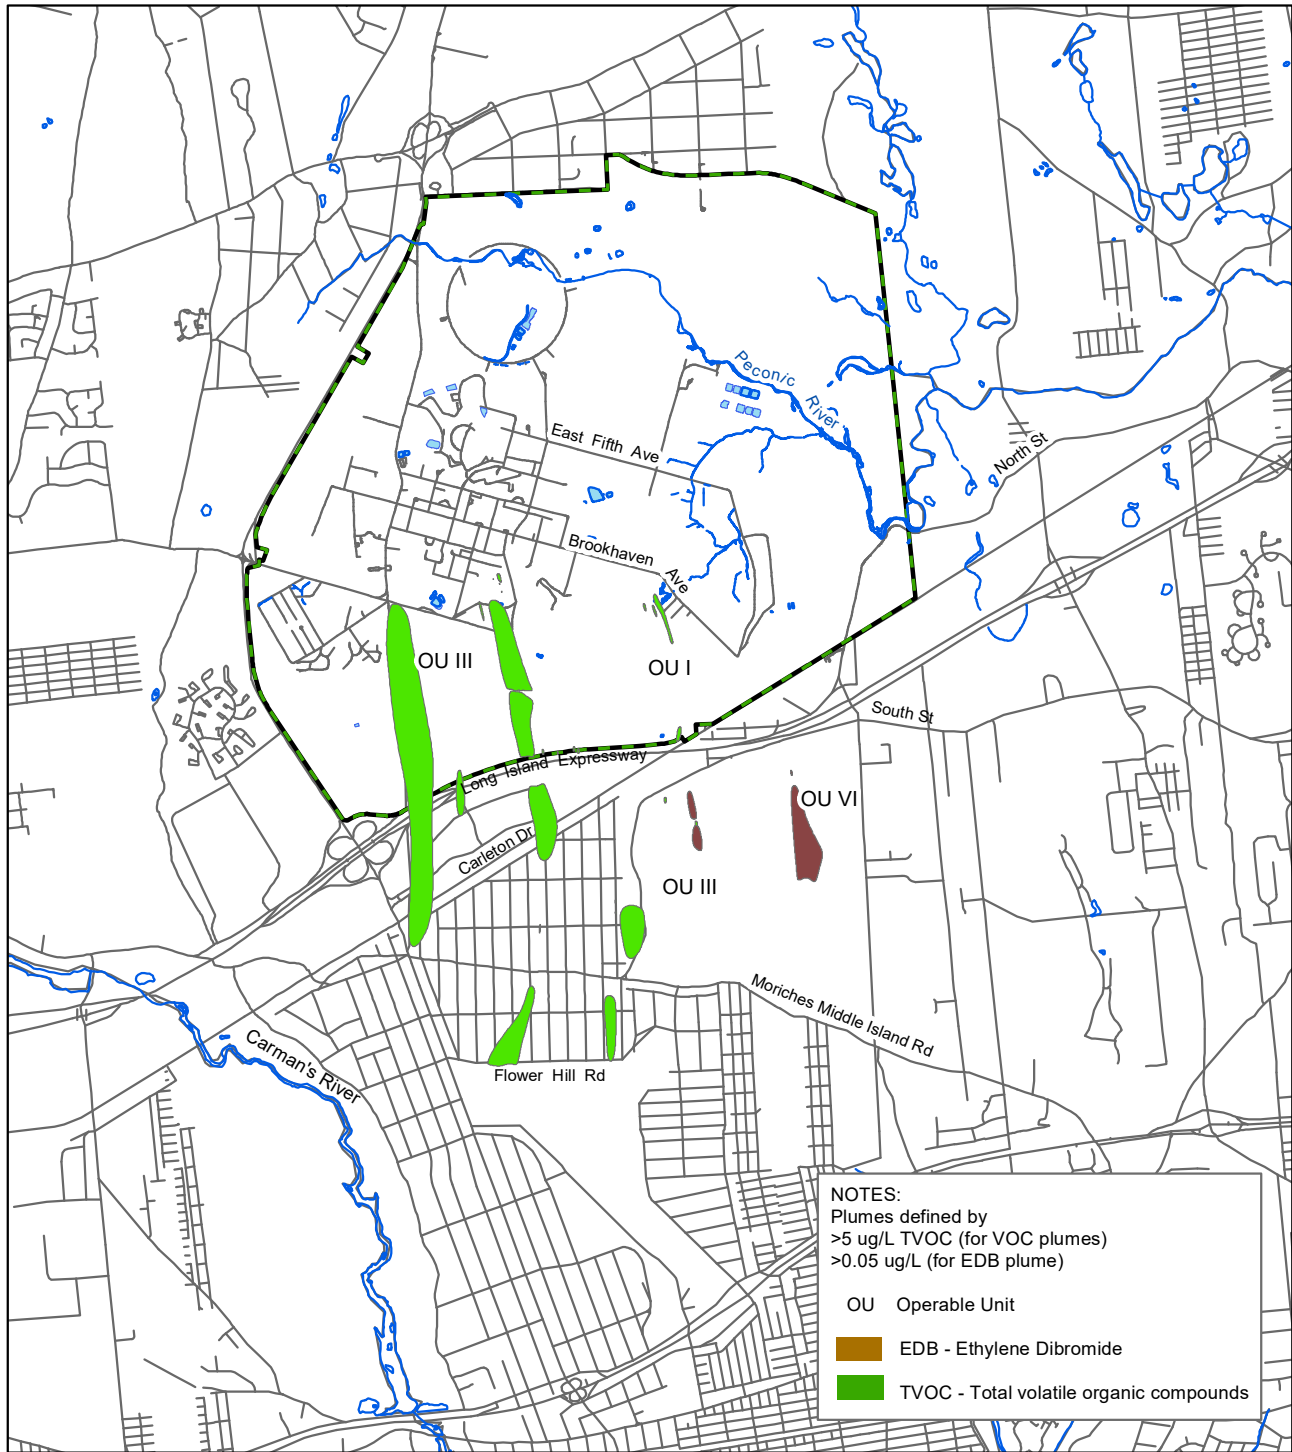 Peconic
River
East Fifth Ave
North St
Brookhaven Ave
OU III
OU I
South St
Long Island Expressway
OU VI
Carleton Dr
OU III
Moriches Middle Island Rd
Carman's River
Flower Hill Rd
NOTES:
Plumes defined by
>5 ug/L TVOC (for VOC plumes)
>0.05 ug/L (for EDB plume)
OU Operable Unit
EDB - Ethylene Dibromide
TVOC - Total volatile organic compounds